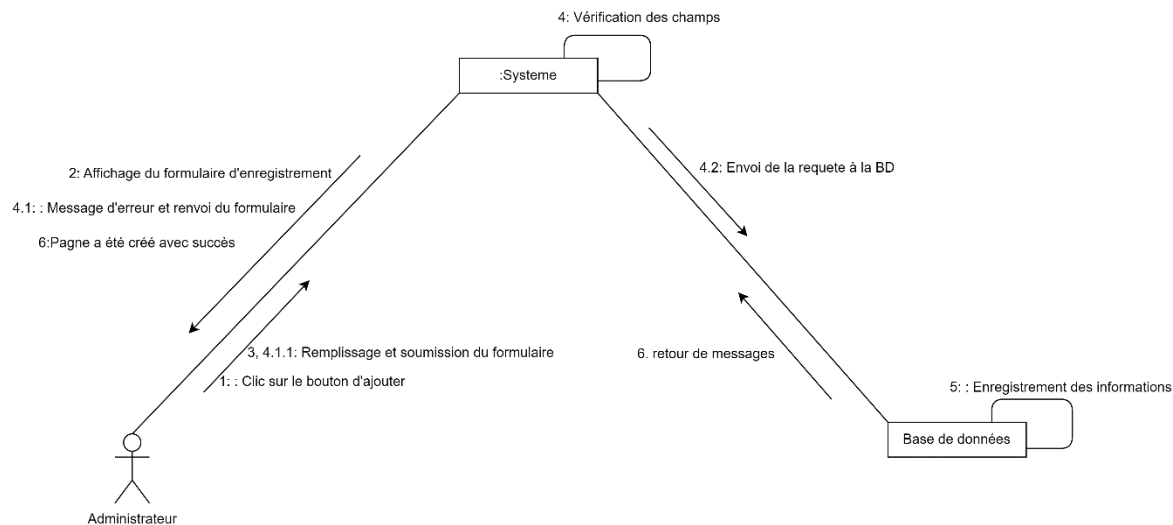 4: Vérification des champs
:Systeme
2: Affichage du formulaire d'enregistrement
4.1: : Message d'erreur et renvoi du formulaire
6:Pagne a été créé avec succès
4.2: Envoi de la requete à la BD
3, 4.1.1: Remplissage et soumission du formulaire
1: : Clic sur le bouton d'ajouter
6. retour de messages
5: : Enregistrement des informations
Base de données
Administrateur